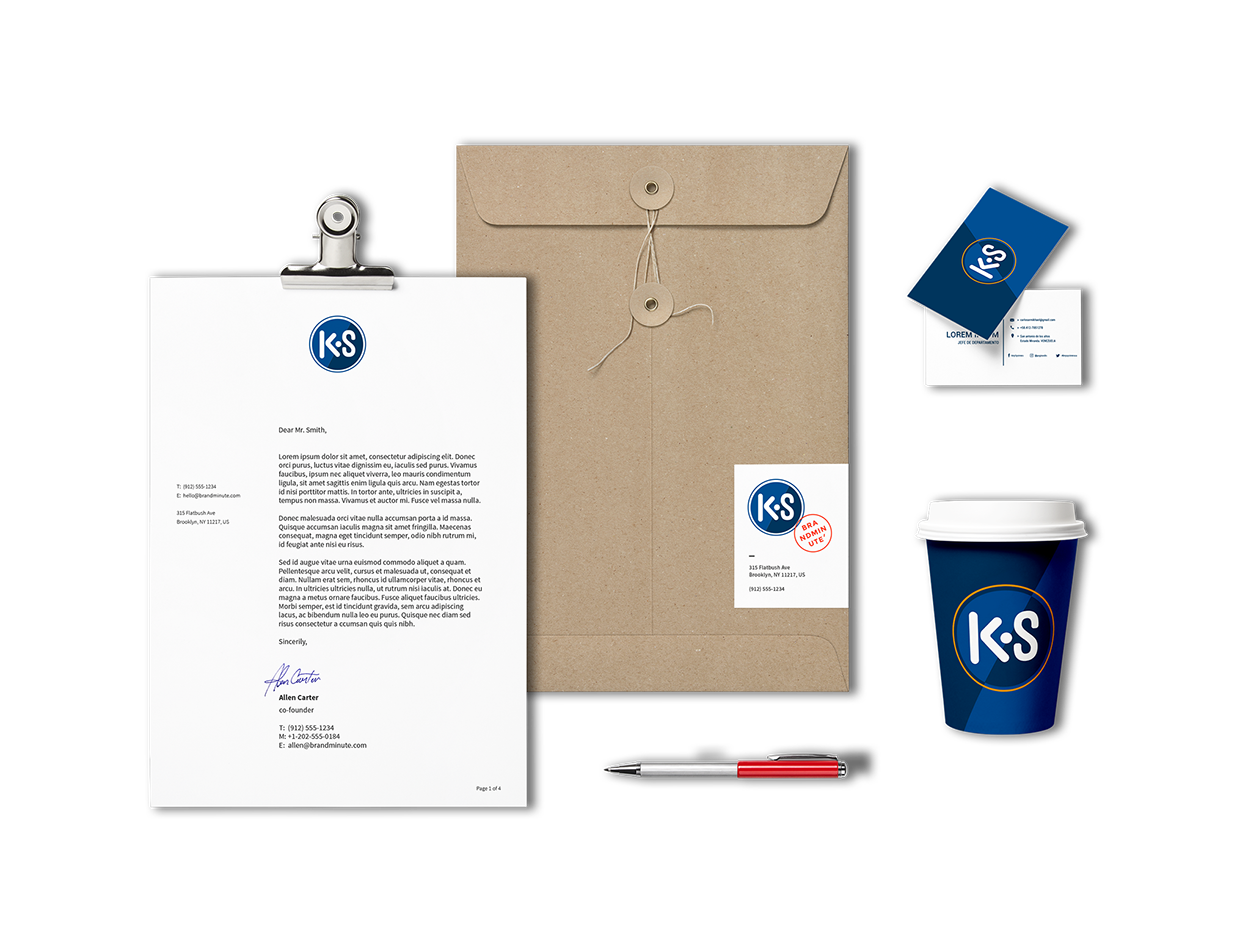 K·S
Dear Mr. Smith,
Lorem ipsum dolor sit amet, consectetur adipiscing elit. Donec
orci purus, luctus vitae dignissim eu, iaculis sed purus. Vivamus
faucibus, ipsum nec aliquet viverra, leo mauris condimentum
ligula, sit amet sagittis enim ligula quis arcu. Nam egestas tortor
id nisi porttitor mattis. In tortor ante, ultricies in suscipit a,
tempus non massa. Vivamus et auctor mi. Fusce vel massa nulla.
T: (912) 555-1234
E: hello@brandminute.com
315 Flatbush Ave
Brooklyn, NY 11217, US
Donec malesuada orci vitae nulla accumsan porta a id massa.
Quisque accumsan iaculis magna sit amet fringilla. Maecenas
consequat, magna eget tincidunt semper, odio nibh rutrum mi,
id feugiat ante nisi eu risus.
Sed id augue vitae urna euismod commodo aliquet a quam.
Pellentesque arcu velit, cursus et malesuada ut, consequat et
diam. Nullam erat sem, rhoncus id ullamcorper vitae, rhoncus et
arcu. In ultricies ultricies nulla, ut rutrum nisi iaculis at. Donec eu
magna a metus ornare faucibus. Fusce aliquet faucibus ultricies.
Morbi semper, est id tincidunt gravida, sem arcu adipiscing
lacus, ac bibendum nulla leo eu purus. Quisque nec diam sed
risus consectetur a ccumsan quis quis nibh.
Sincerily,
Allen Carter
Allen Carter
co-founder
T: (912) 555-1234
M: +1-202-555-0184
E: allen@brandminute.com
Page 1 of 4
K·S
BRA
NDMIN
UTE®
315 Flatbush Ave
Brooklyn, NY 11217, US
(912) 555-1234
K·S
LOREM
JEFE DE DEPARTAMENTO
San antonio de los altos
Estado Miranda. VENEZUELA
K·S